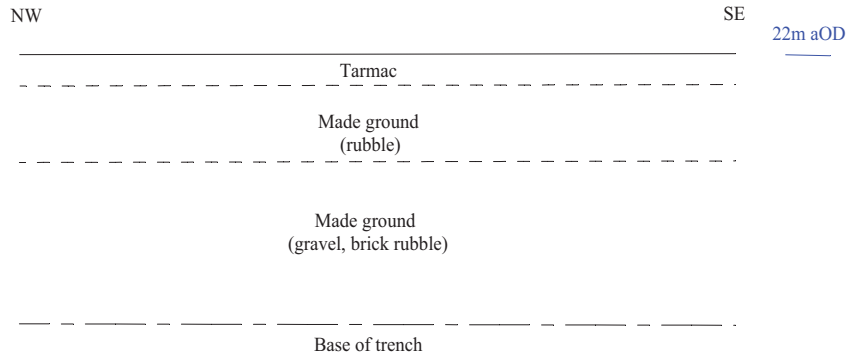 NW
SE
22m aOD
Tarmac
Made ground
(rubble)
Made ground
(gravel, brick rubble)
Base of trench